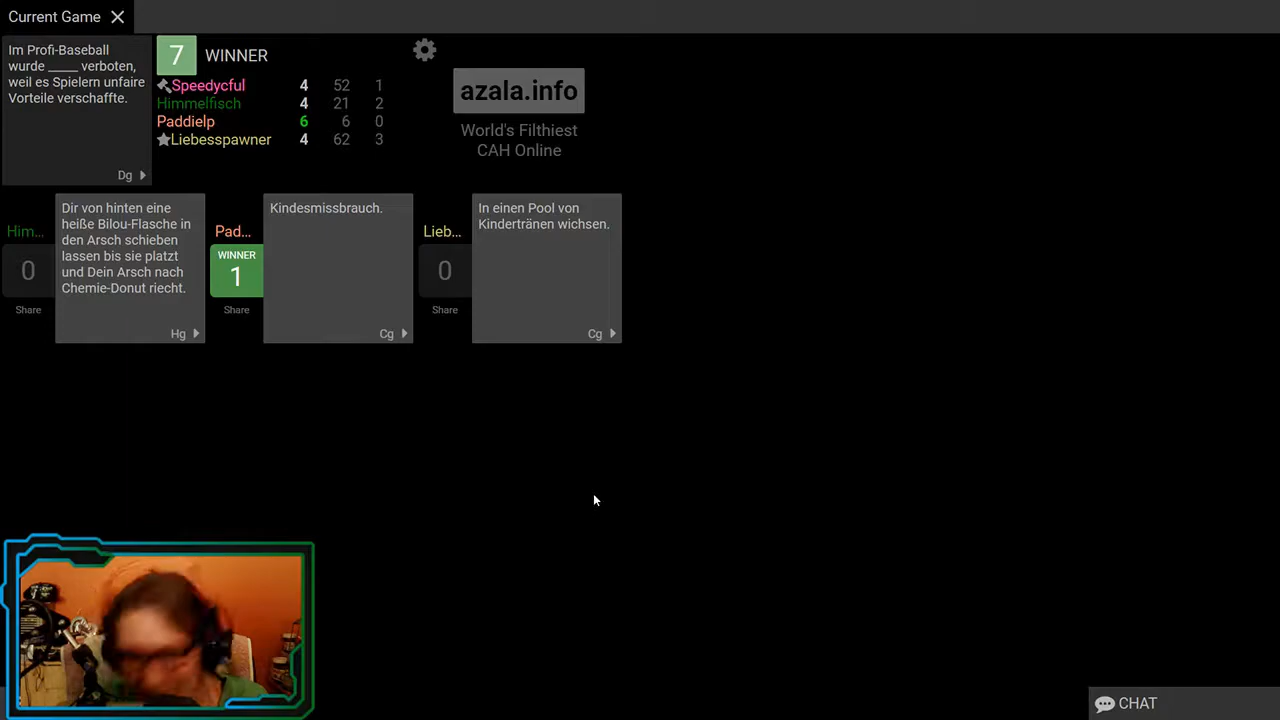 Current Game
Im Profi-Baseball
wurde _____ verboten,
weil es Spielern unfaire
Vorteile verschaffte.
Dg
7 WINNER
Speedycful 4 52 1
Himmelfisch 4 21 2
Paddielp 6 6 0
Liebesspawner 4 62 3
azala.info
World's Filthiest
CAH Online
Him...
0
Share
Dir von hinten eine
heiße Bilou-Flasche in
den Arsch schieben
lassen bis sie platzt
und Dein Arsch nach
Chemie-Donut riecht.
Hg
Pad...
WINNER
1
Share
Kindesmissbrauch.
Cg
Lieb...
0
Share
In einen Pool von
Kindertränen wichsen.
Cg
CHAT